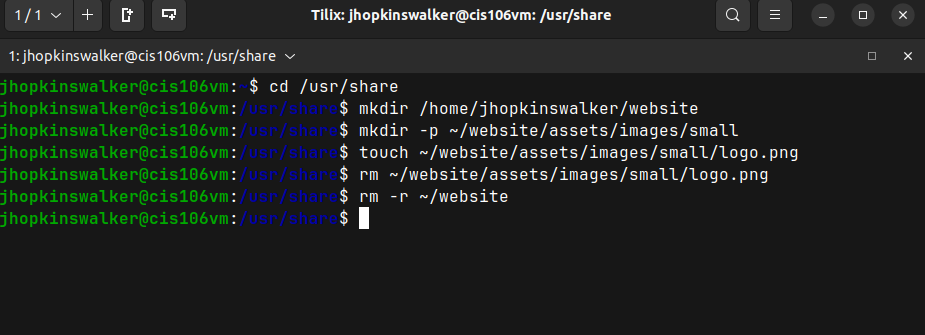 1 / 1
Tilix: jhopkinswalker@cis106vm: /usr/share
1: jhopkinswalker@cis106vm: /usr/share
jhopkinswalker@cis106vm:~$ cd /usr/share
jhopkinswalker@cis106vm:/usr/share$ mkdir /home/jhopkinswalker/website
jhopkinswalker@cis106vm:/usr/share$ mkdir -p ~/website/assets/images/small
jhopkinswalker@cis106vm:/usr/share$ touch ~/website/assets/images/small/logo.png
jhopkinswalker@cis106vm:/usr/share$ rm ~/website/assets/images/small/logo.png
jhopkinswalker@cis106vm:/usr/share$ rm -r ~/website
jhopkinswalker@cis106vm:/usr/share$